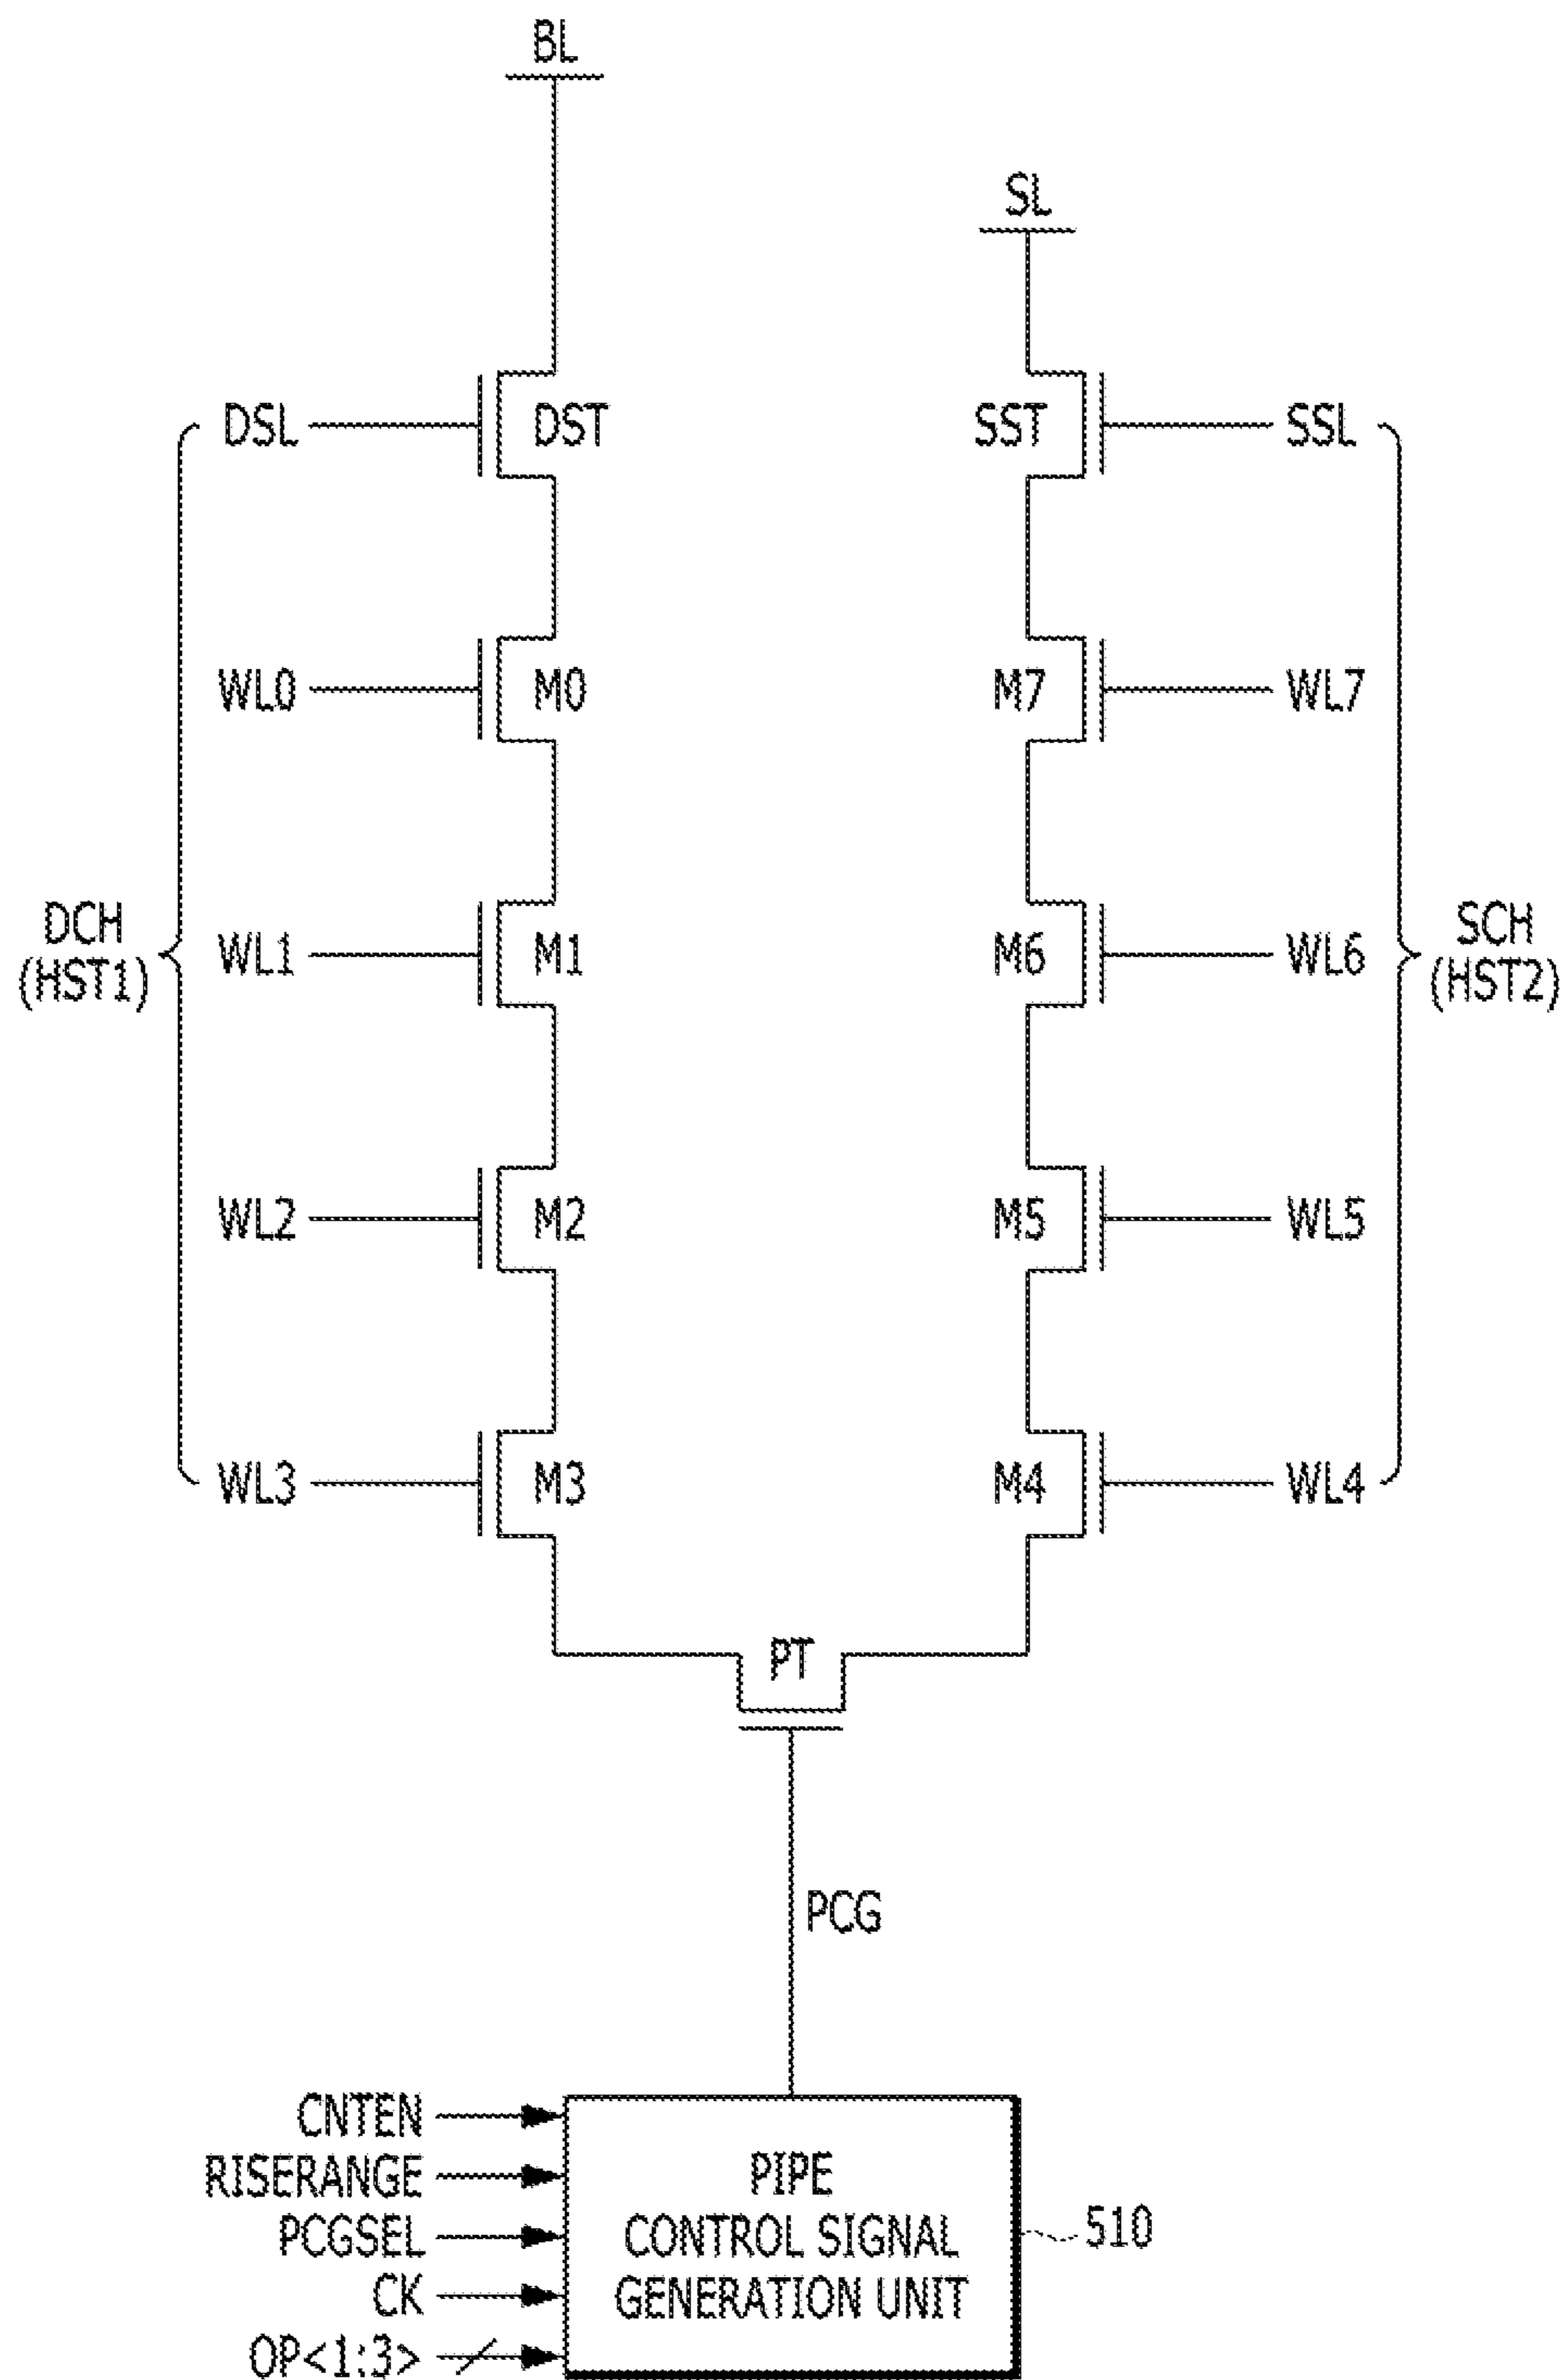 BL
SL
DSL
DST
SST
SSL
WL0
M0
M7
WL7
DCH
(HST1)
WL1
M1
M6
WL6
SCH
(HST2)
WL2
M2
M5
WL5
WL3
M3
M4
WL4
PT
PCG
CNTEN
RISERANGE
PCGSEL
CK
OP<1:3>
PIPE
CONTROL SIGNAL
GENERATION UNIT
510